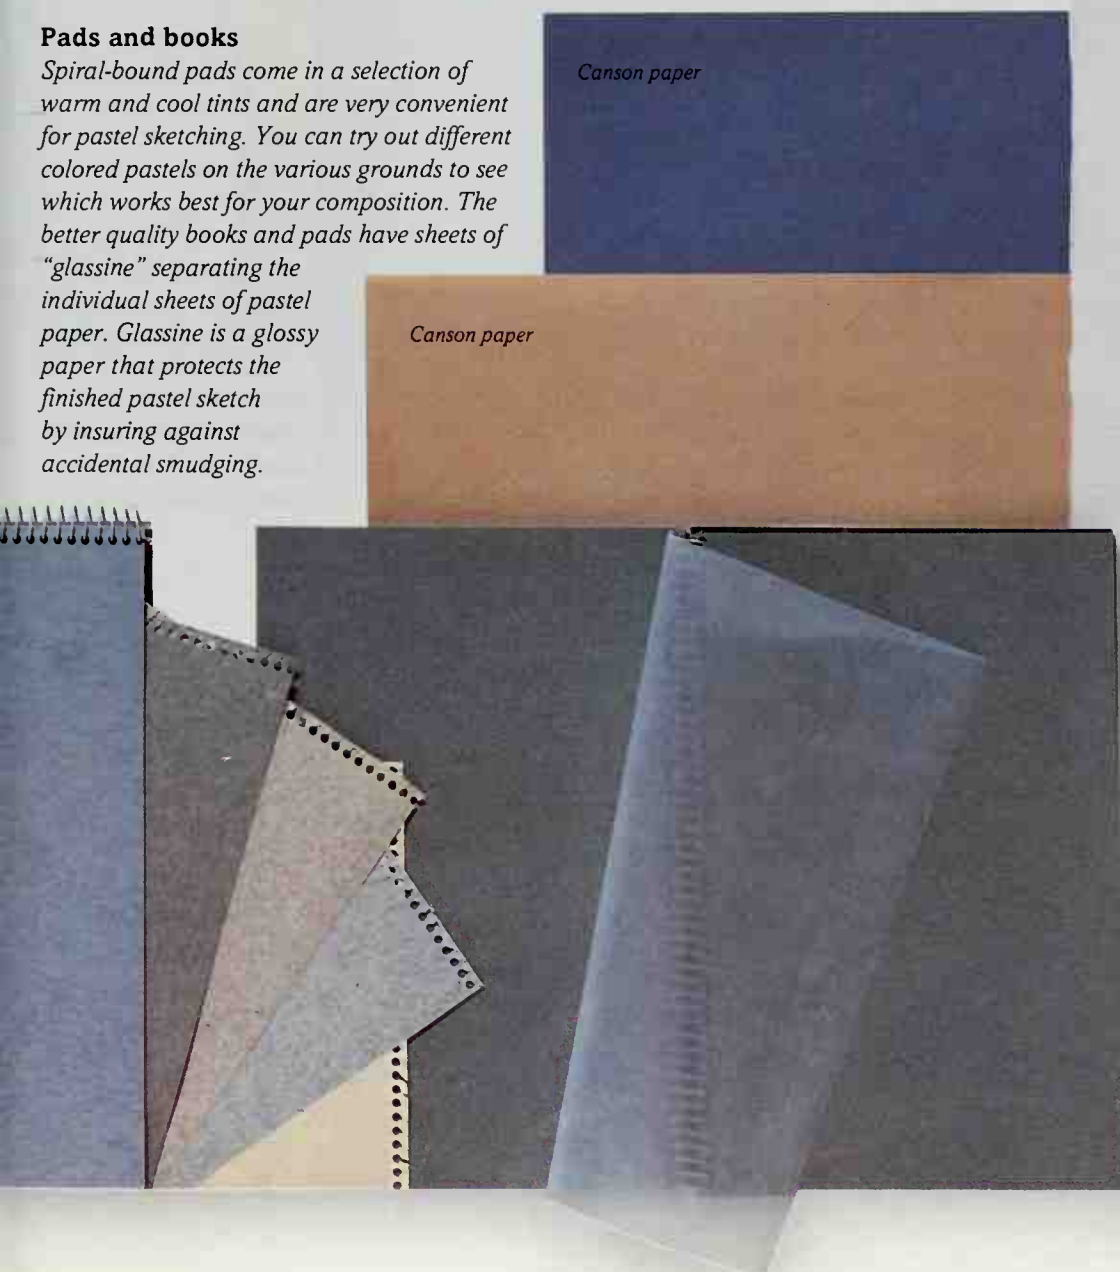 Pads and books
Spiral-bound pads come in a selection of
warm and cool tints and are very convenient
for pastel sketching. You can try out different
colored pastels on the various grounds to see
which works best for your composition. The
better quality books and pads have sheets of
“glassine” separating the
individual sheets of pastel
paper. Glassine is a glossy
paper that protects the
finished pastel sketch
by insuring against
accidental smudging.
Canson paper
Canson paper